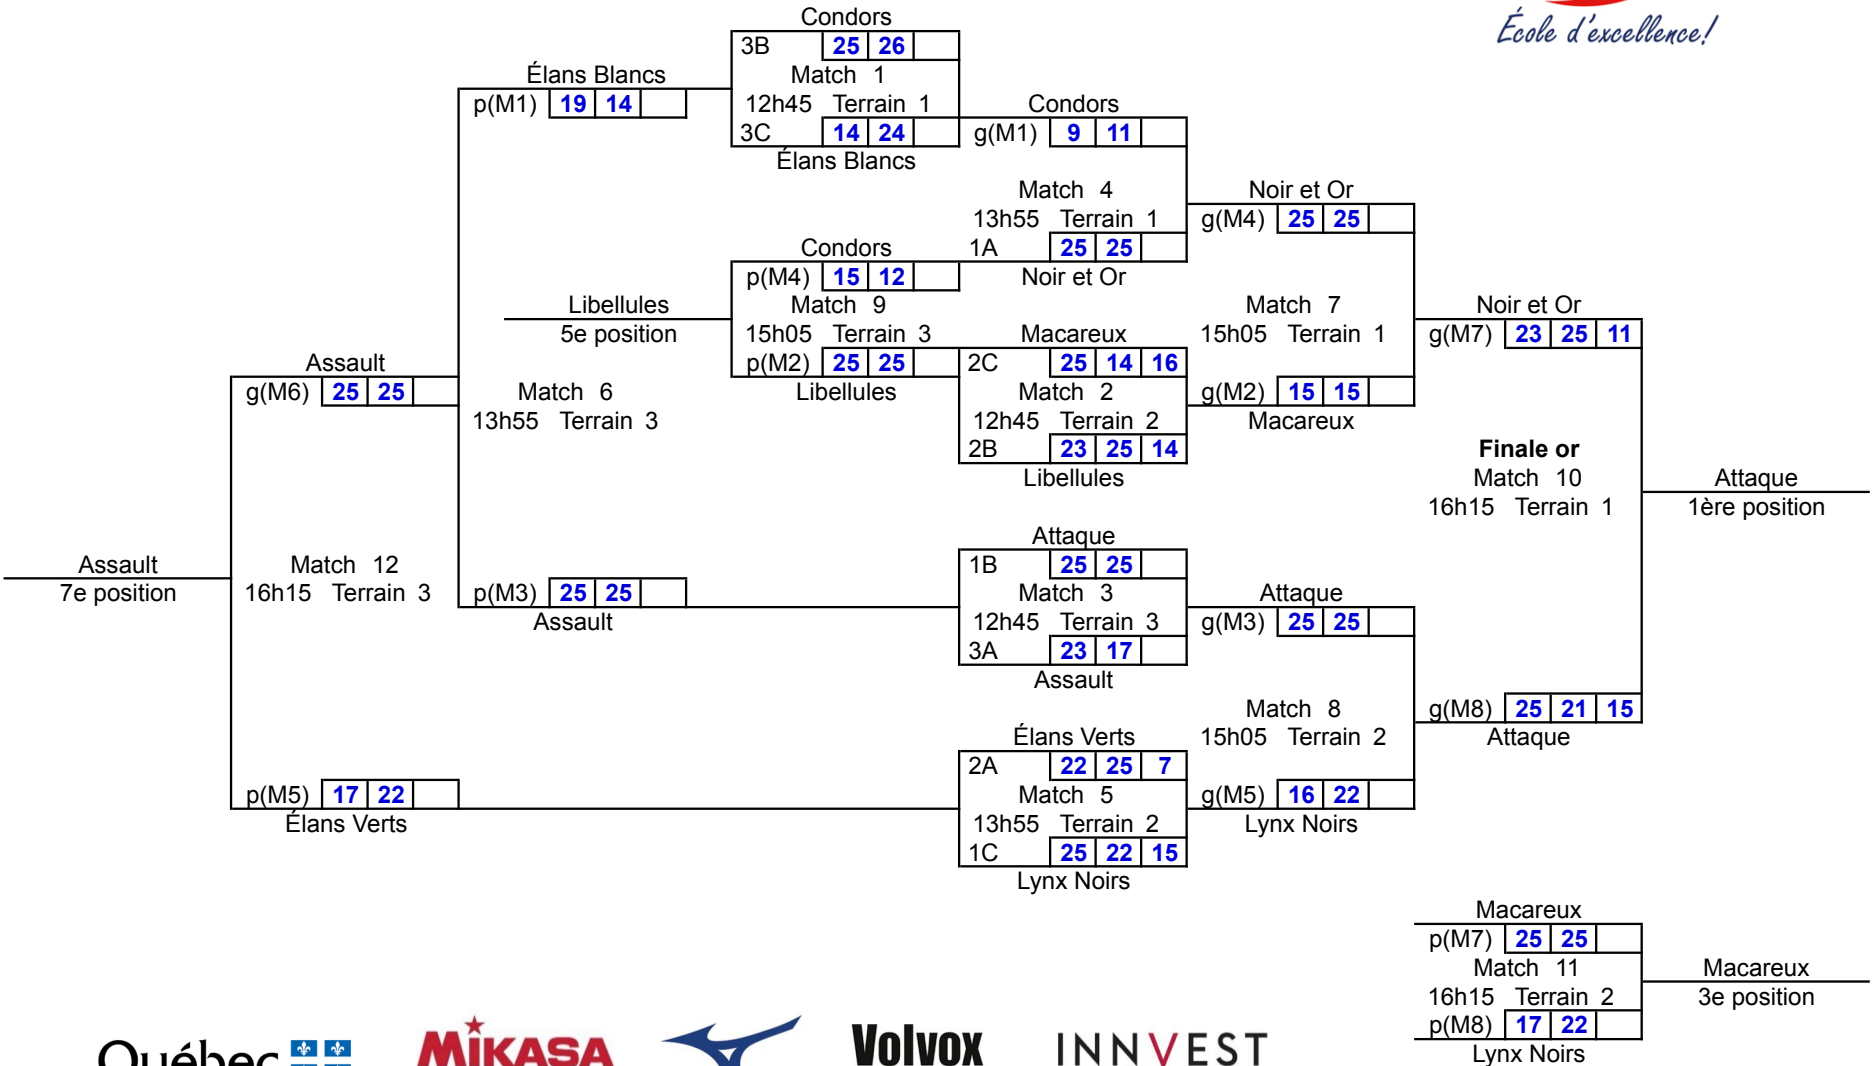 École d'excellence!
Condors
3B 25 26
Match 1
12h45 Terrain 1
3C 14 24
Élans Blancs
Élans Blancs
p(M1) 19 14
Condors
g(M1) 9 11
Match 4
13h55 Terrain 1
1A 25 25
Noir et Or
Noir et Or
g(M4) 25 25
Condors
p(M4) 15 12
Match 9
15h05 Terrain 3
p(M2) 25 25
Libellules
Libellules
5e position
Macareux
2C 25 14 16
Match 2
12h45 Terrain 2
2B 23 25 14
Libellules
Match 7
15h05 Terrain 1
g(M2) 15 15
Macareux
Noir et Or
g(M7) 23 25 11
Finale or
Match 10
16h15 Terrain 1
Attaque
1ère position
Assault
g(M6) 25 25
Match 6
13h55 Terrain 3
Assault
7e position
Match 12
16h15 Terrain 3
p(M3) 25 25
Assault
Attaque
1B 25 25
Match 3
12h45 Terrain 3
3A 23 17
Assault
Attaque
g(M3) 25 25
Match 8
15h05 Terrain 2
g(M8) 25 21 15
Attaque
Élans Verts
2A 22 25 7
Match 5
13h55 Terrain 2
1C 25 22 15
Lynx Noirs
g(M5) 16 22
Lynx Noirs
p(M5) 17 22
Élans Verts
Macareux
p(M7) 25 25
Match 11
16h15 Terrain 2
p(M8) 17 22
Lynx Noirs
Macareux
3e position
Québec
MIKASA
Volvox
INNVEST